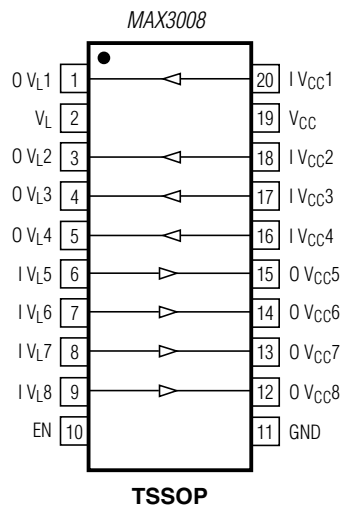 MAX3008
O VL1 1 20 I VCC1
VL 2 19 VCC
O VL2 3 18 I VCC2
O VL3 4 17 I VCC3
O VL4 5 16 I VCC4
I VL5 6 15 O VCC5
I VL6 7 14 O VCC6
I VL7 8 13 O VCC7
I VL8 9 12 O VCC8
EN 10 11 GND
TSSOP